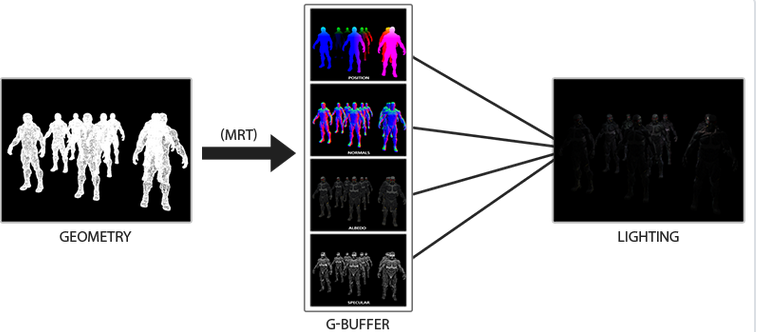 POSITION
(MRT)
NORMALS
GEOMETRY
LIGHTING
ALBEDO
SPECULAR
G-BUFFER